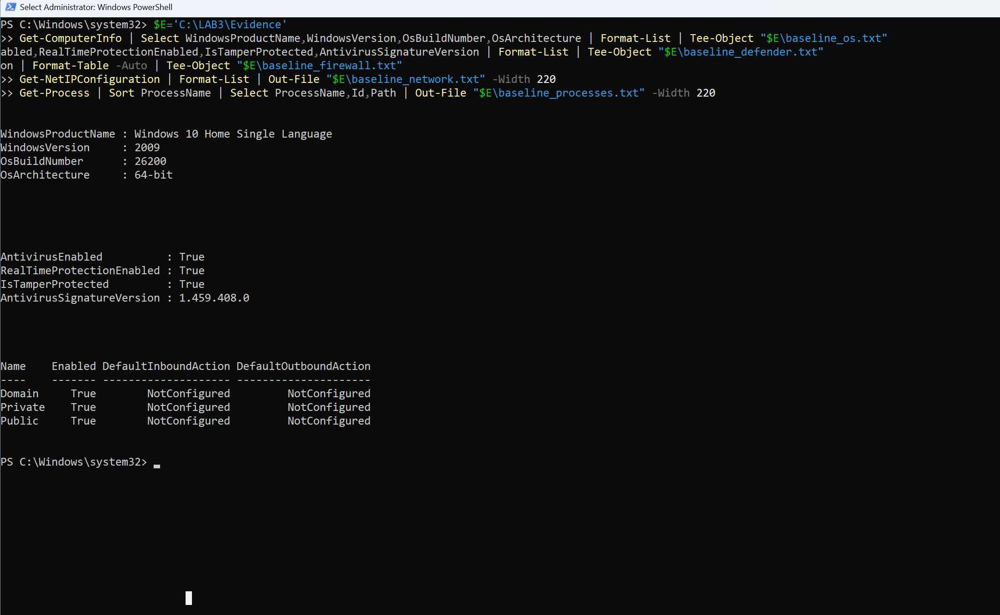 Select Administrator: Windows PowerShell
PS C:\Windows\system32> $E='C:\LAB3\Evidence'
>> Get-ComputerInfo | Select WindowsProductName,WindowsVersion,OsBuildNumber,OsArchitecture | Format-List | Tee-Object "$E\baseline_os.txt"
abled,RealTimeProtectionEnabled,IsTamperProtected,AntivirusSignatureVersion | Format-List | Tee-Object "$E\baseline_defender.txt"
on | Format-Table -Auto | Tee-Object "$E\baseline_firewall.txt"
>> Get-NetIPConfiguration | Format-List | Out-File "$E\baseline_network.txt" -Width 220
>> Get-Process | Sort ProcessName | Select ProcessName,Id,Path | Out-File "$E\baseline_processes.txt" -Width 220
WindowsProductName : Windows 10 Home Single Language
WindowsVersion     : 2009
OsBuildNumber      : 26200
OsArchitecture     : 64-bit
AntivirusEnabled          : True
RealTimeProtectionEnabled : True
IsTamperProtected         : True
AntivirusSignatureVersion : 1.459.408.0
Name    Enabled DefaultInboundAction DefaultOutboundAction
----    ------- -------------------- ---------------------
Domain     True        NotConfigured         NotConfigured
Private    True        NotConfigured         NotConfigured
Public     True        NotConfigured         NotConfigured
PS C:\Windows\system32>